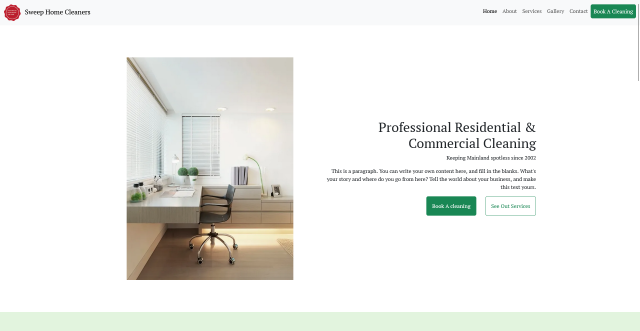 Sweep Home Cleaners
Home About Services Gallery Contact Book A Cleaning
Professional Residential &
Commercial Cleaning
Keeping Mainland spotless since 2002
This is a paragraph. You can write your own content here, and fill in the blanks. What's
your story and where do you go from here? Tell the world about your business, and make
this text yours.
Book A cleaning See Out Services